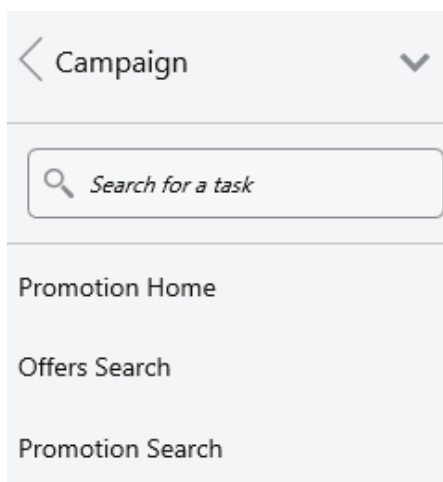 Campaign
Search for a task
Promotion Home
Offers Search
Promotion Search